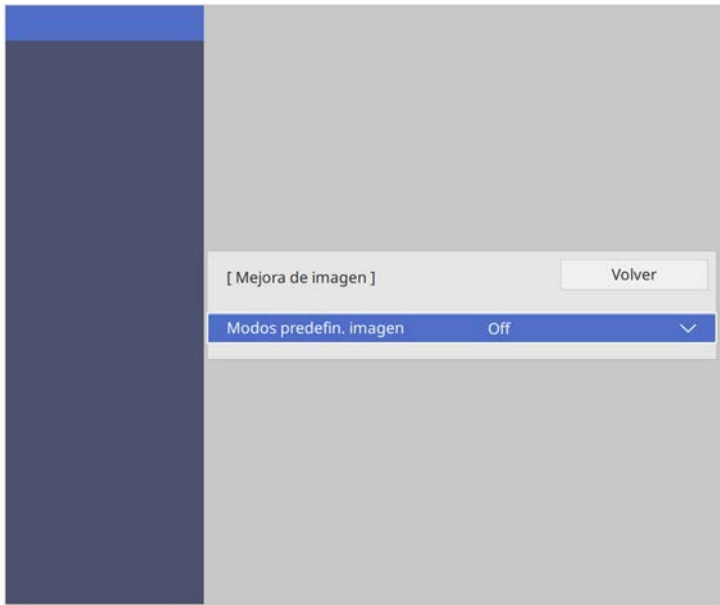 [ Mejora de imagen ]
Volver
Modos predefin. imagen
Off